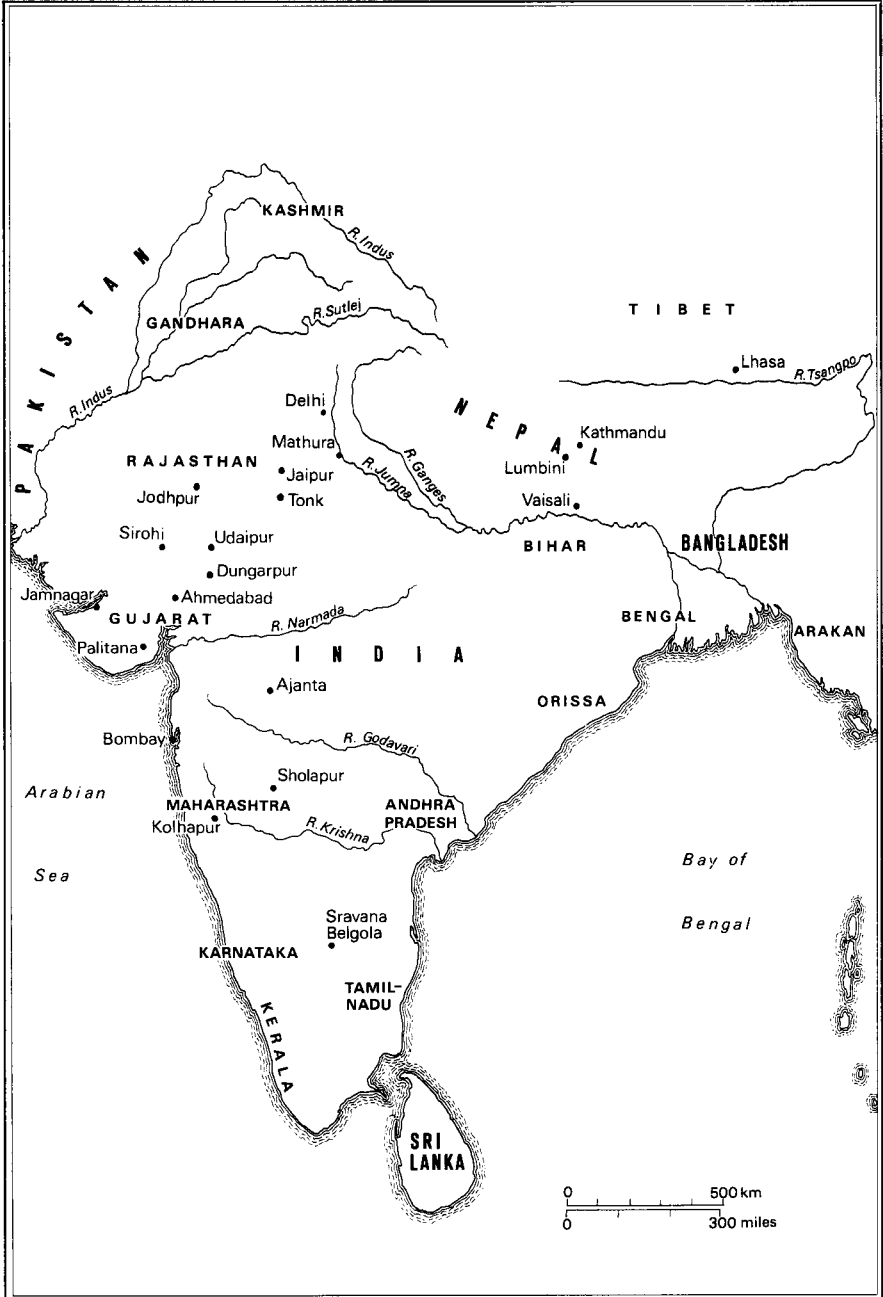 KASHMIR
R. Indus
PAKISTAN
GANDHARA
R. Sutlej
TIBET
Lhasa
R. Tsangpo
R. Indus
Delhi
NEPAL
Mathura
Kathmandu
RAJASTHAN
Jaipur
R. Jumna
R. Ganges
Lumbini
Jodhpur
Tonk
Vaisali
Sirohi
Udaipur
BIHAR
BANGLADESH
Dungarpur
Jamnagar
Ahmedabad
GUJARAT
R. Narmada
BENGAL
ARAKAN
Palitana
INDIA
Ajanta
ORISSA
Bombay
R. Godavari
Sholapur
Arabian
Sea
MAHARASHTRA
ANDHRA
PRADESH
Kolhapur
R. Krishna
Bay of
Bengal
Sravana
Belgola
KARNATAKA
TAMIL-
NADU
KERALA
SRI
LANKA
0 500 km
0 300 miles